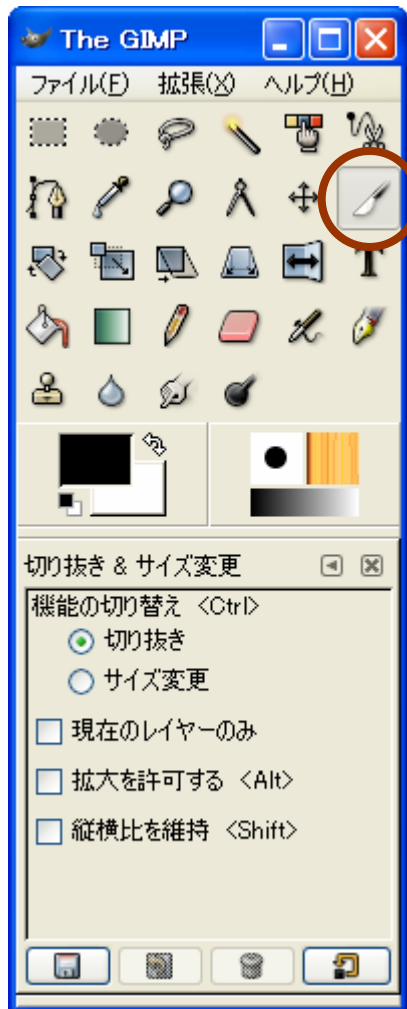 The GIMP
ファイル(F) 拡張(X) ヘルプ(H)
切り抜き & サイズ変更
機能の切り替え <Ctrl>
切り抜き
サイズ変更
現在のレイヤーのみ
拡大を許可する <Alt>
縦横比を維持 <Shift>